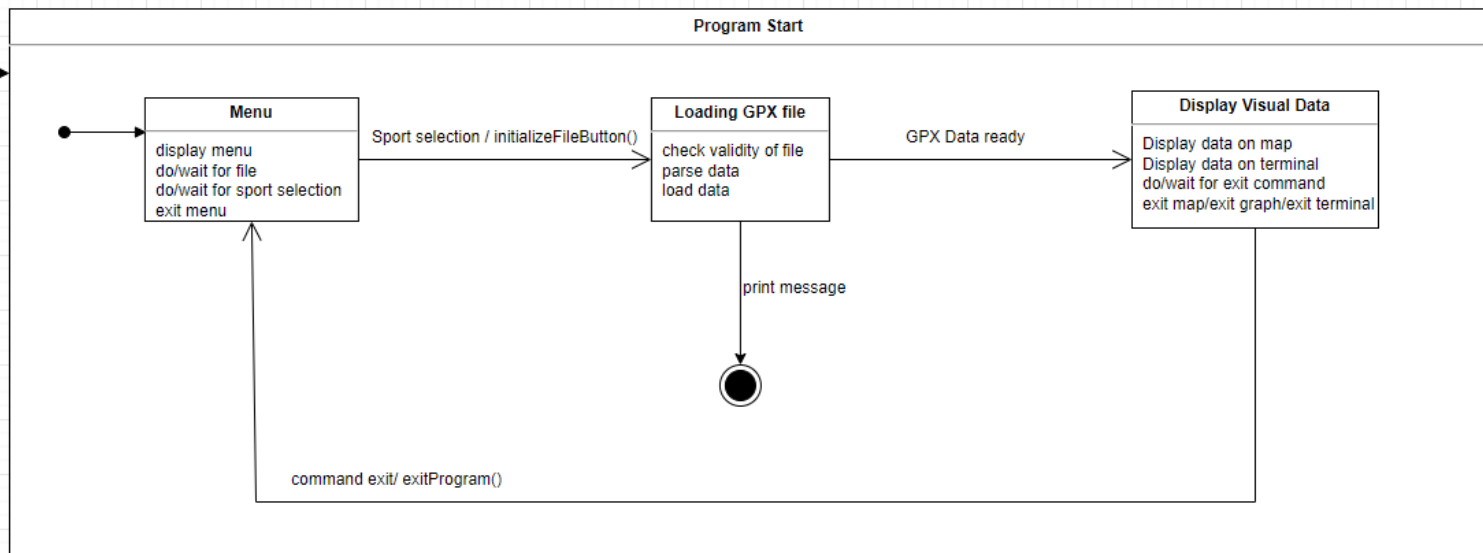 Program Start
Menu
display menu
do/wait for file
do/wait for sport selection
exit menu
Sport selection / initializeFileButton()
Loading GPX file
check validity of file
parse data
load data
GPX Data ready
Display Visual Data
Display data on map
Display data on terminal
do/wait for exit command
exit map/exit graph/exit terminal
print message
command exit/ exitProgram()